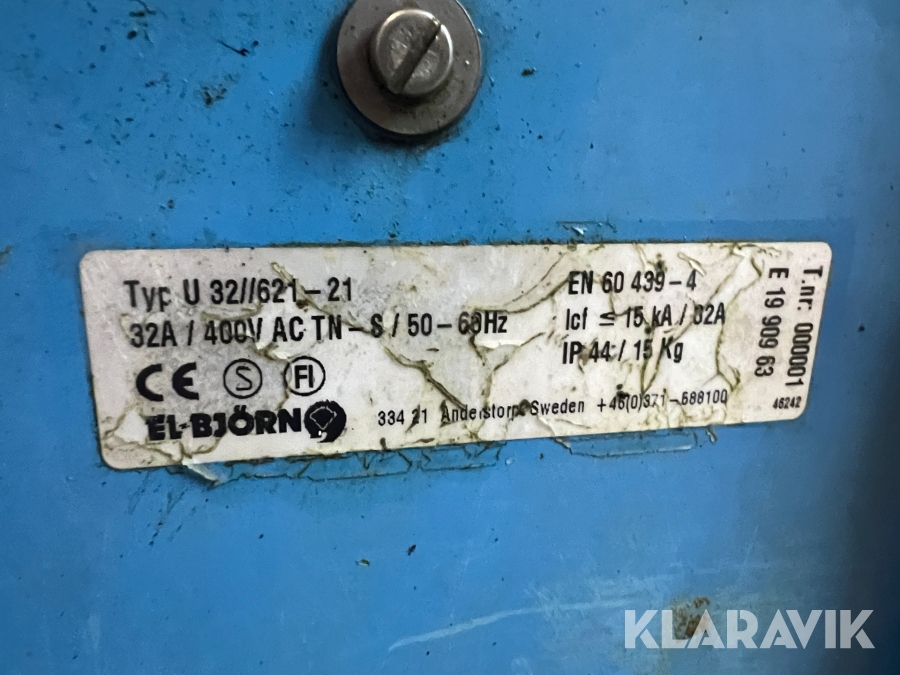 Typ U 32//621-21
32A / 400V AC TN-S / 50-60Hz
CE S FI
EL-BJÖRN
334 21 Anderstorp Sweden +46(0)371-588100
EN 60 439-4
Icf ≤ 15 kA / 32A
IP 44 / 15 Kg
T.nr: 000001
E 19 909 63
46242
KLARAVIK